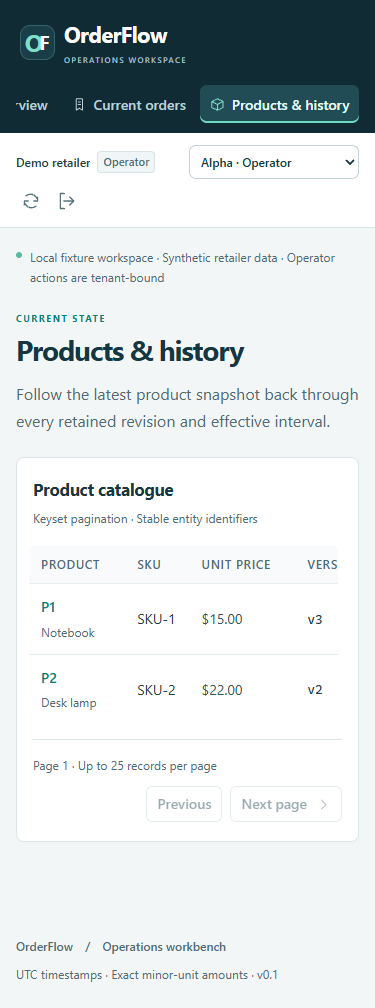 OF OrderFlow
OPERATIONS WORKSPACE
rview Current orders Products & history
Demo retailer Operator Alpha · Operator
Local fixture workspace · Synthetic retailer data · Operator
actions are tenant-bound
CURRENT STATE
Products & history
Follow the latest product snapshot back through
every retained revision and effective interval.
Product catalogue
Keyset pagination · Stable entity identifiers
PRODUCT SKU UNIT PRICE VERS
P1
Notebook SKU-1 $15.00 v3
P2
Desk lamp SKU-2 $22.00 v2
Page 1 · Up to 25 records per page
Previous Next page
OrderFlow / Operations workbench
UTC timestamps · Exact minor-unit amounts · v0.1